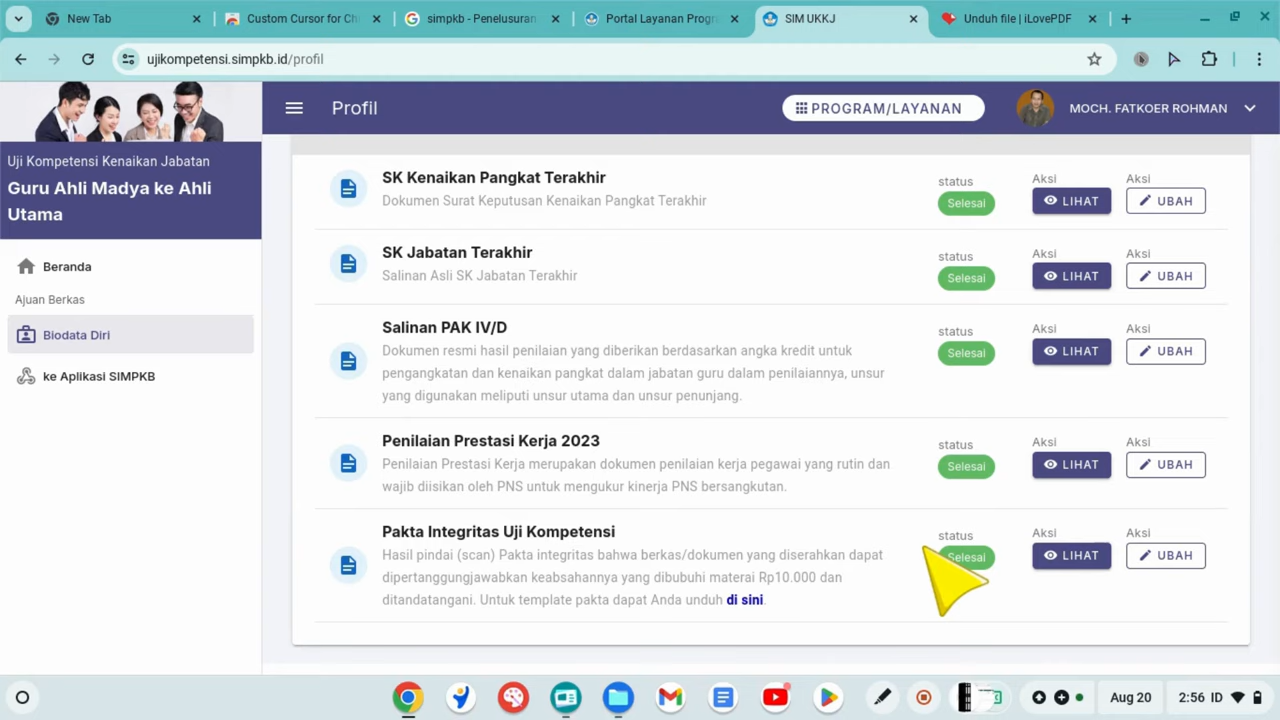 New Tab
Custom Cursor for Ch
simpkb - Penelusuran
Portal Layanan Progr
SIM UKKJ
Unduh file | iLovePDF
ujikompetensi.simpkb.id/profil
Profil
PROGRAM/LAYANAN
MOCH. FATKOER ROHMAN
Uji Kompetensi Kenaikan Jabatan
Guru Ahli Madya ke Ahli
Utama
Beranda
Ajuan Berkas
Biodata Diri
ke Aplikasi SIMPKB
SK Kenaikan Pangkat Terakhir
Dokumen Surat Keputusan Kenaikan Pangkat Terakhir
status
Selesai
Aksi
LIHAT
Aksi
UBAH
SK Jabatan Terakhir
Salinan Asli SK Jabatan Terakhir
status
Selesai
Aksi
LIHAT
Aksi
UBAH
Salinan PAK IV/D
Dokumen resmi hasil penilaian yang diberikan berdasarkan angka kredit untuk
pengangkatan dan kenaikan pangkat dalam jabatan guru dalam penilaiannya, unsur
yang digunakan meliputi unsur utama dan unsur penunjang.
status
Selesai
Aksi
LIHAT
Aksi
UBAH
Penilaian Prestasi Kerja 2023
Penilaian Prestasi Kerja merupakan dokumen penilaian kerja pegawai yang rutin dan
wajib diisikan oleh PNS untuk mengukur kinerja PNS bersangkutan.
status
Selesai
Aksi
LIHAT
Aksi
UBAH
Pakta Integritas Uji Kompetensi
Hasil pindai (scan) Pakta integritas bahwa berkas/dokumen yang diserahkan dapat
dipertanggungjawabkan keabsahannya yang dibubuhi materai Rp10.000 dan
ditandatangani. Untuk template pakta dapat Anda unduh di sini.
status
Selesai
Aksi
LIHAT
Aksi
UBAH
Aug 20
2:56 ID